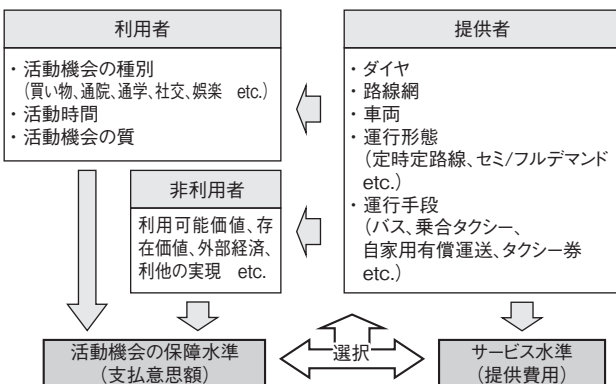 利用者
・活動機会の種別
(買い物、通院、通学、社交、娯楽 etc.)
・活動時間
・活動機会の質
非利用者
利用可能価値、存
在価値、外部経済、
利他の実現 etc.
提供者
・ダイヤ
・路線網
・車両
・運行形態
(定時定路線、セミ/フルデマンド
etc.)
・運行手段
(バス、乗合タクシー、
自家用有償運送、タクシー券
etc.)
活動機会の保障水準
(支払意思額)
選択
サービス水準
(提供費用)